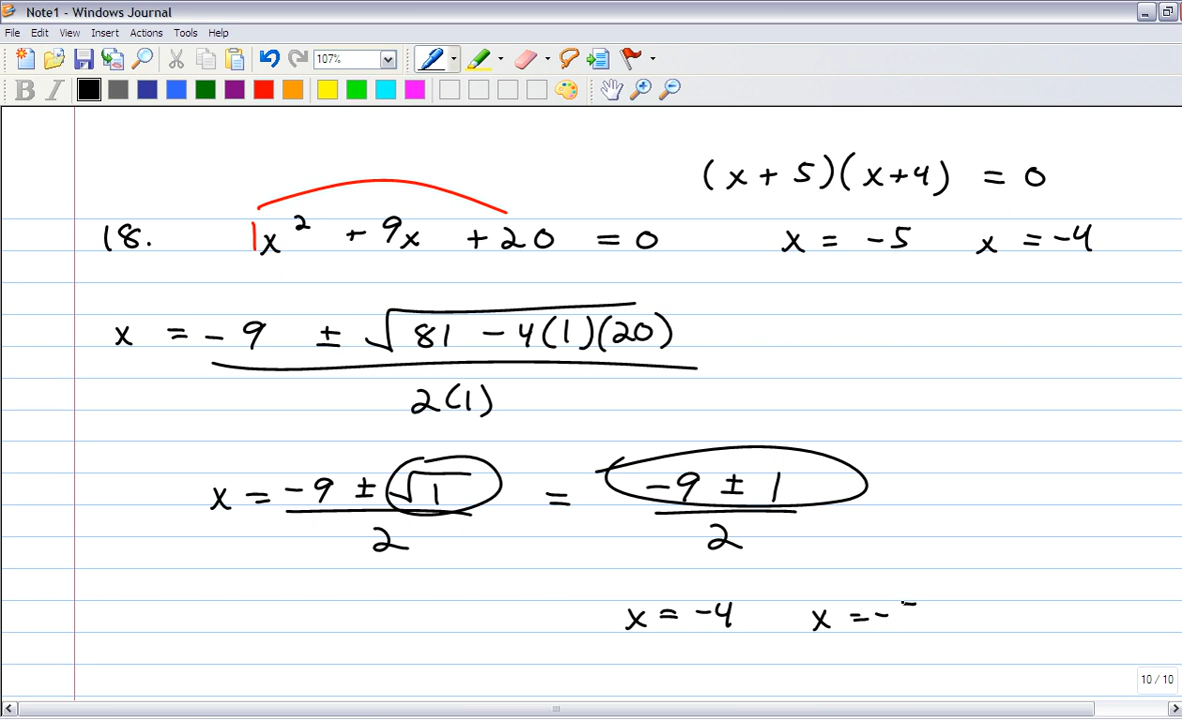 Note1 - Windows Journal
File Edit View Insert Actions Tools Help
107%
B I
(x + 5)(x+4) = 0
18. 1x² + 9x + 20 = 0 x = -5 x = -4
x = -9 ± √81 - 4(1)(20)
2(1)
x = -9 ± √1 = -9 ± 1
2 2
x = -4 x = -
10 / 10